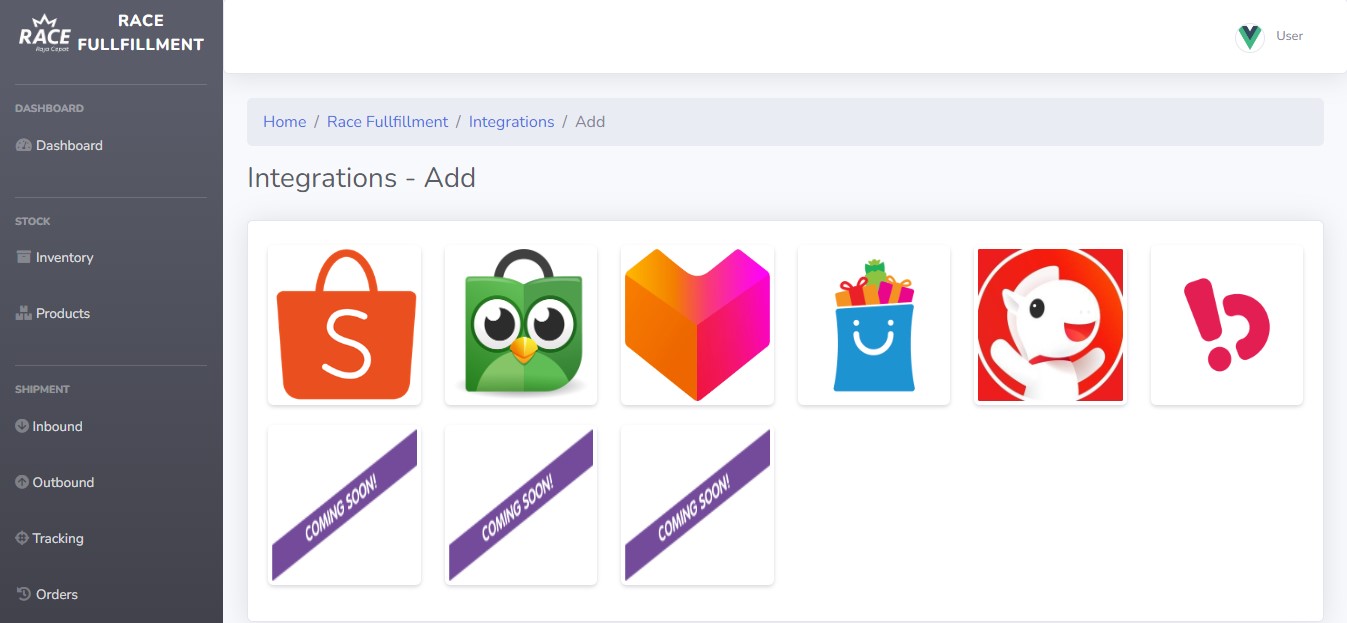 RACE
Raja Cepat
RACE
FULLFILLMENT
User
DASHBOARD
Dashboard
Home / Race Fullfillment / Integrations / Add
Integrations - Add
STOCK
Inventory
Products
SHIPMENT
Inbound
Outbound
Tracking
Orders
S
COMING SOON!
COMING SOON!
COMING SOON!